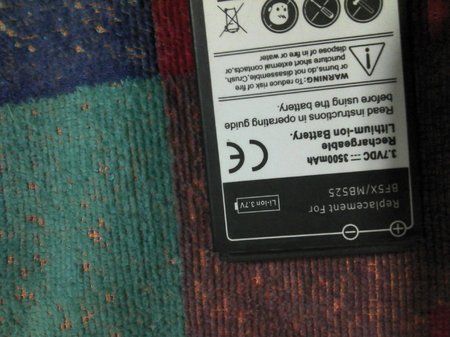 Replacement For
BF5X/MB525
Li-ion 3.7V
3.7VDC 3500mAh
Rechargeable
Lithium-Ion Battery.
Read instructions in operating guide
before using the battery.
WARNING:To reduce risk of fire
or burns,do not disassemble,Crush,
puncture short external contacts,or
dispose of in fire or water